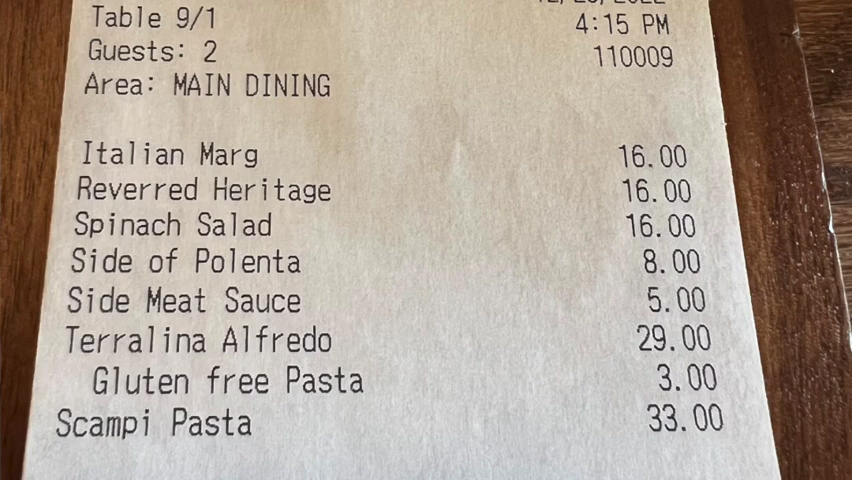 Table 9/1
4:15 PM
Guests: 2
110009
Area: MAIN DINING
Italian Marg 16.00
Reverred Heritage 16.00
Spinach Salad 16.00
Side of Polenta 8.00
Side Meat Sauce 5.00
Terralina Alfredo 29.00
Gluten free Pasta 3.00
Scampi Pasta 33.00